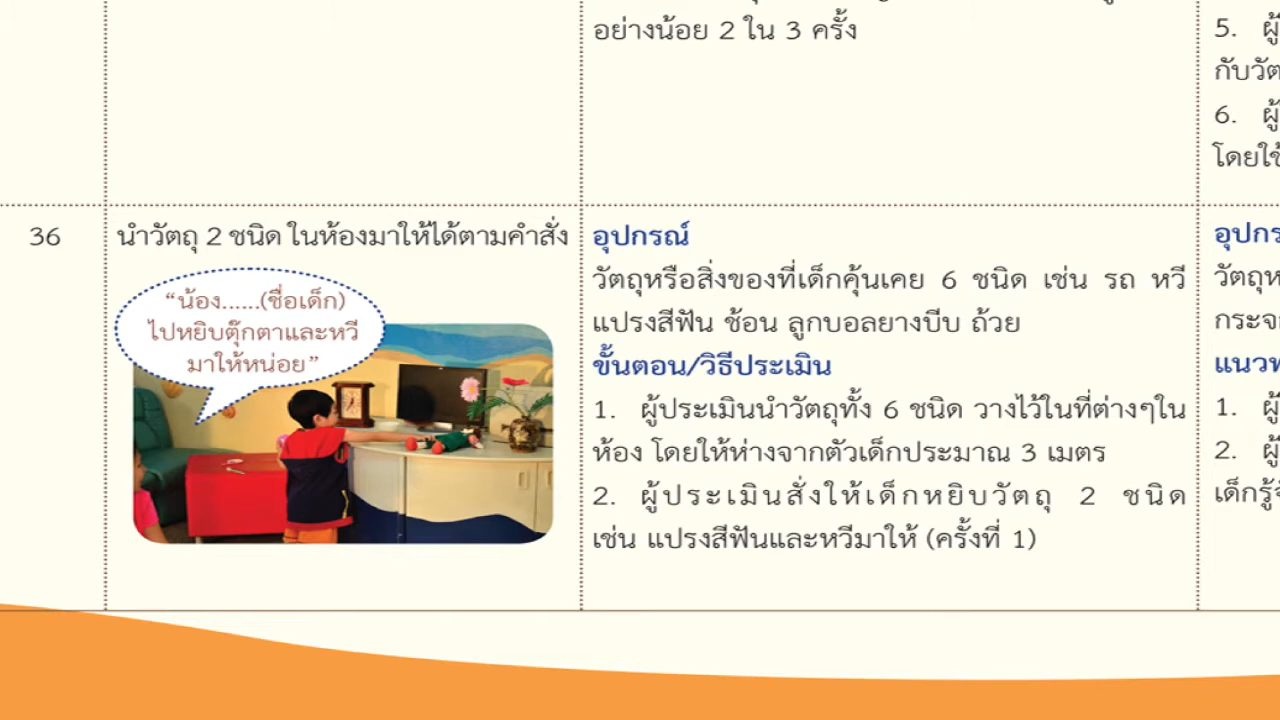 อย่างน้อย 2 ใน 3 ครั้ง
5. ผู้
กับวัต
6. ผู้
โดยใช้
36
นำวัตถุ 2 ชนิด ในห้องมาให้ได้ตามคำสั่ง
“น้อง......(ชื่อเด็ก)
ไปหยิบตุ๊กตาและหวี
มาให้หน่อย”
อุปกรณ์
วัตถุหรือสิ่งของที่เด็กคุ้นเคย 6 ชนิด เช่น รถ หวี
แปรงสีฟัน ช้อน ลูกบอลยางบีบ ถ้วย
ขั้นตอน/วิธีประเมิน
1. ผู้ประเมินนำวัตถุทั้ง 6 ชนิด วางไว้ในที่ต่างๆใน
ห้อง โดยให้ห่างจากตัวเด็กประมาณ 3 เมตร
2. ผู้ประเมินสั่งให้เด็กหยิบวัตถุ 2 ชนิด
เช่น แปรงสีฟันและหวีมาให้ (ครั้งที่ 1)
อุปกร
วัตถุห
กระจก
แนวท
1. ผู้
2. ผู้
เด็กรู้จ